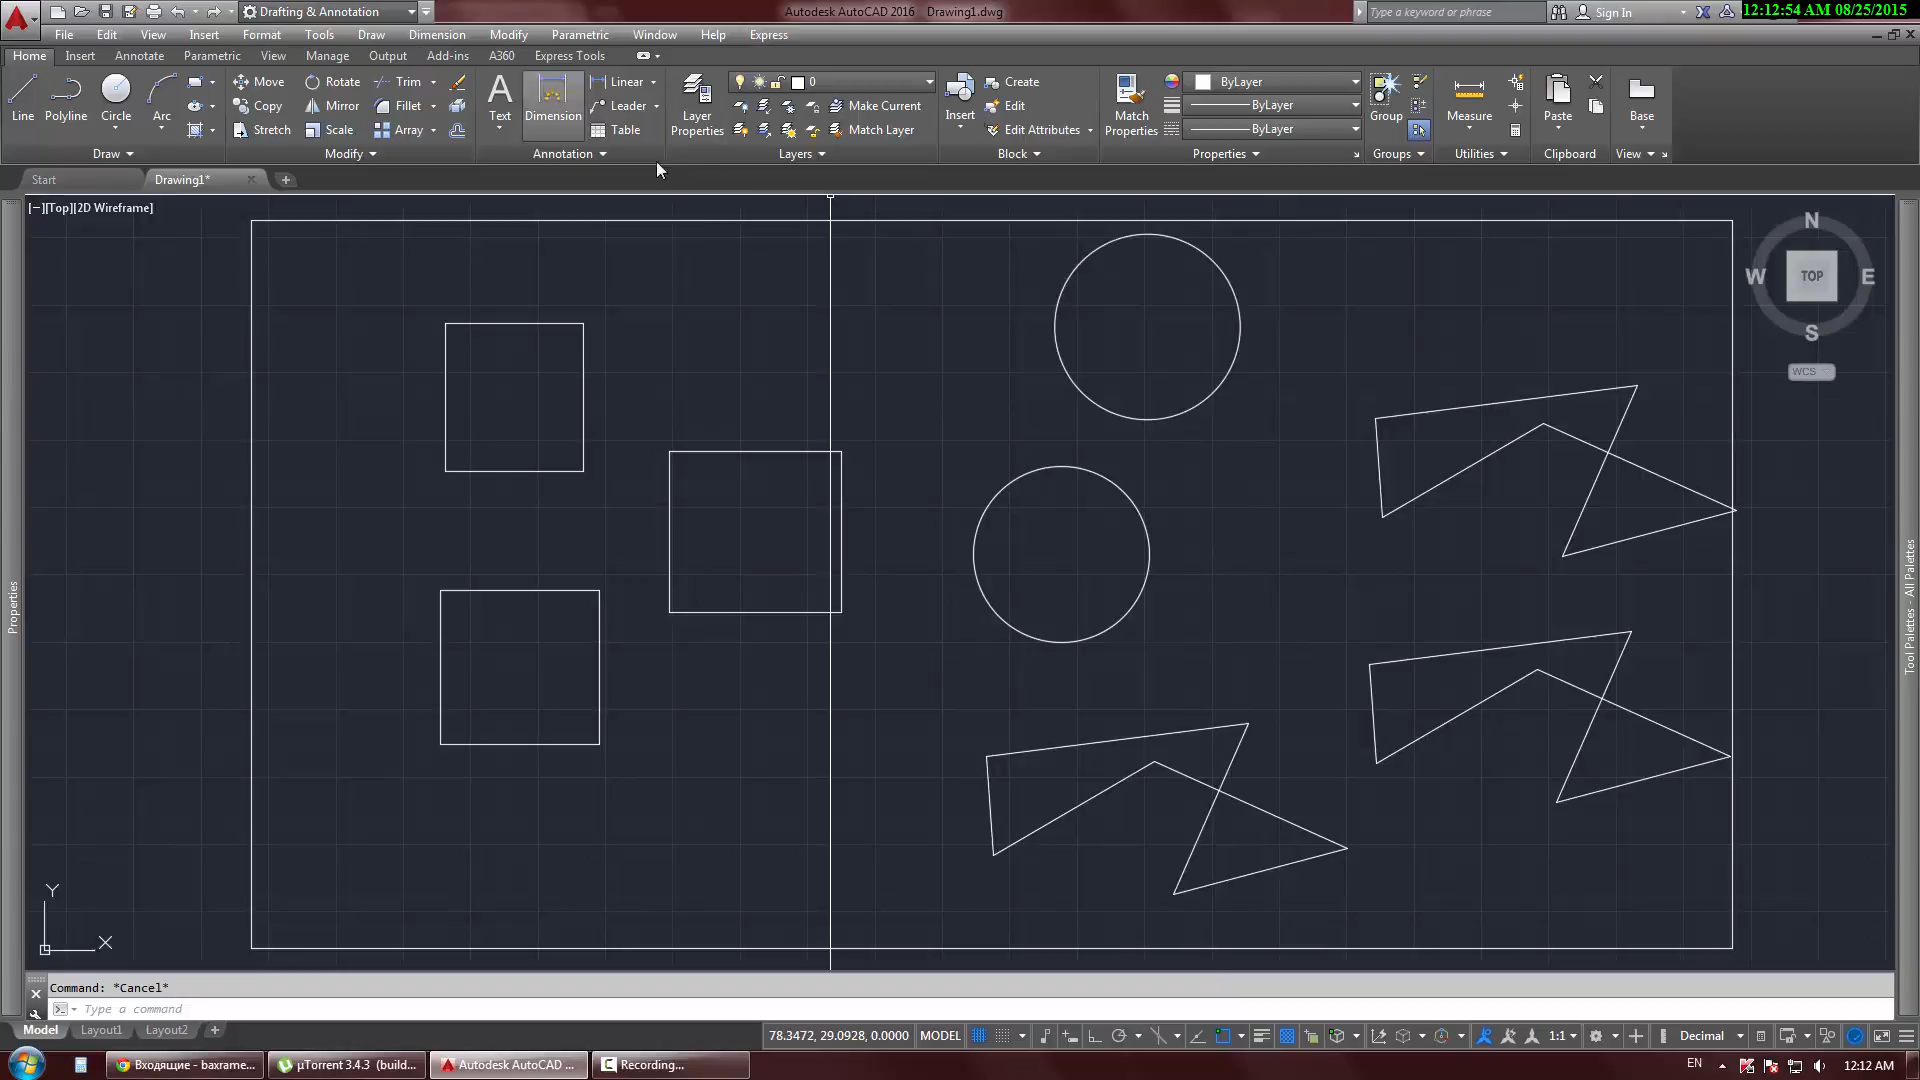 Drafting & Annotation
Autodesk AutoCAD 2016 Drawing1.dwg
Type a keyword or phrase
Sign In
12:12:54 AM 08/25/2015
File Edit View Insert Format Tools Draw Dimension Modify Parametric Window Help Express
Home Insert Annotate Parametric View Manage Output Add-ins A360 Express Tools
Line
Polyline
Circle
Arc
Move
Copy
Stretch
Rotate
Mirror
Scale
Trim
Fillet
Array
Text
Dimension
Linear
Leader
Table
Layer Properties
0
Make Current
Match Layer
Insert
Create
Edit
Edit Attributes
Match Properties
ByLayer
ByLayer
ByLayer
Group
Measure
Paste
Base
Draw Modify Annotation Layers Block Properties Groups Utilities Clipboard View
Start Drawing1*
[−][Top][2D Wireframe]
N
W TOP E
S
WCS
Properties
Tool Palettes - All Palettes
Y
X
Command: *Cancel*
Type a command
Model Layout1 Layout2
78.3472, 29.0928, 0.0000 MODEL 1:1 Decimal
Входящие - baxrame...
µTorrent 3.4.3 (build...
Autodesk AutoCAD ...
Recording...
EN
12:12 AM